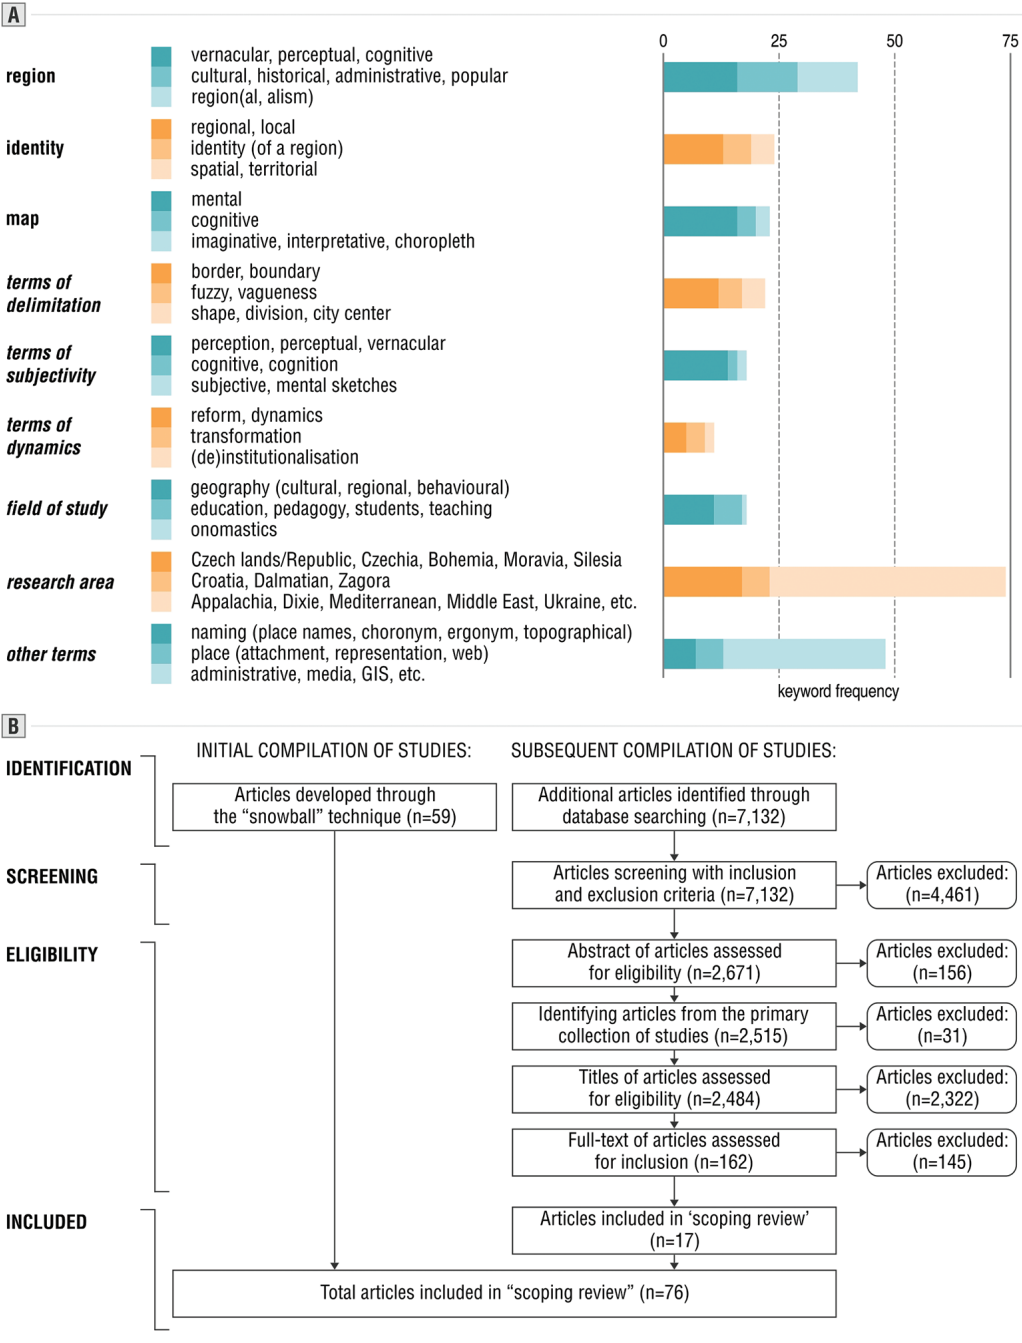 A
0 25 50 75
region
vernacular, perceptual, cognitive
cultural, historical, administrative, popular
region(al, alism)
identity
regional, local
identity (of a region)
spatial, territorial
map
mental
cognitive
imaginative, interpretative, choropleth
terms of
delimitation
border, boundary
fuzzy, vagueness
shape, division, city center
terms of
subjectivity
perception, perceptual, vernacular
cognitive, cognition
subjective, mental sketches
terms of
dynamics
reform, dynamics
transformation
(de)institutionalisation
field of study
geography (cultural, regional, behavioural)
education, pedagogy, students, teaching
onomastics
research area
Czech lands/Republic, Czechia, Bohemia, Moravia, Silesia
Croatia, Dalmatian, Zagora
Appalachia, Dixie, Mediterranean, Middle East, Ukraine, etc.
other terms
naming (place names, choronym, ergonym, topographical)
place (attachment, representation, web)
administrative, media, GIS, etc.
keyword frequency
B
INITIAL COMPILATION OF STUDIES:
SUBSEQUENT COMPILATION OF STUDIES:
IDENTIFICATION
Articles developed through
the “snowball” technique (n=59)
Additional articles identified through
database searching (n=7,132)
SCREENING
Articles screening with inclusion
and exclusion criteria (n=7,132)
Articles excluded:
(n=4,461)
ELIGIBILITY
Abstract of articles assessed
for eligibility (n=2,671)
Articles excluded:
(n=156)
Identifying articles from the primary
collection of studies (n=2,515)
Articles excluded:
(n=31)
Titles of articles assessed
for eligibility (n=2,484)
Articles excluded:
(n=2,322)
Full-text of articles assessed
for inclusion (n=162)
Articles excluded:
(n=145)
INCLUDED
Articles included in ‘scoping review’
(n=17)
Total articles included in “scoping review” (n=76)